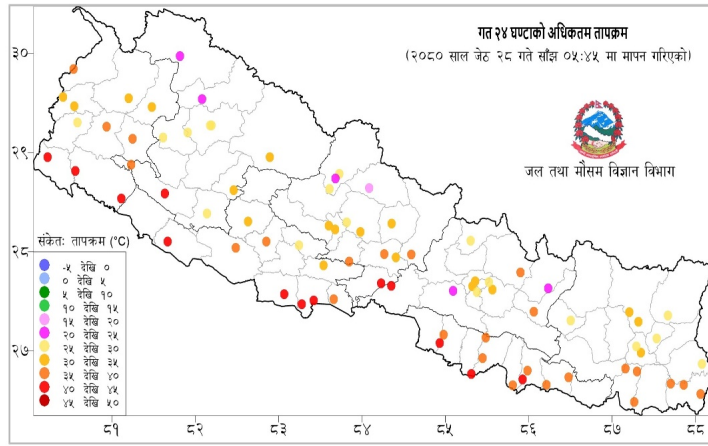 गत २४ घण्टाको अधिकतम तापक्रम
(२०८० साल जेठ २८ गते साँझ ०५:४५ मा मापन गरिएको)
जल तथा मौसम विज्ञान विभाग
३०
२९
२८
२७
संकेतः तापक्रम (°C)
-५ देखि ०
० देखि ५
५ देखि १०
१० देखि १५
१५ देखि २०
२० देखि २५
२५ देखि ३०
३० देखि ३५
३५ देखि ४०
४० देखि ४५
४५ देखि ५०
८१ ८२ ८३ ८४ ८५ ८६ ८७ ८८